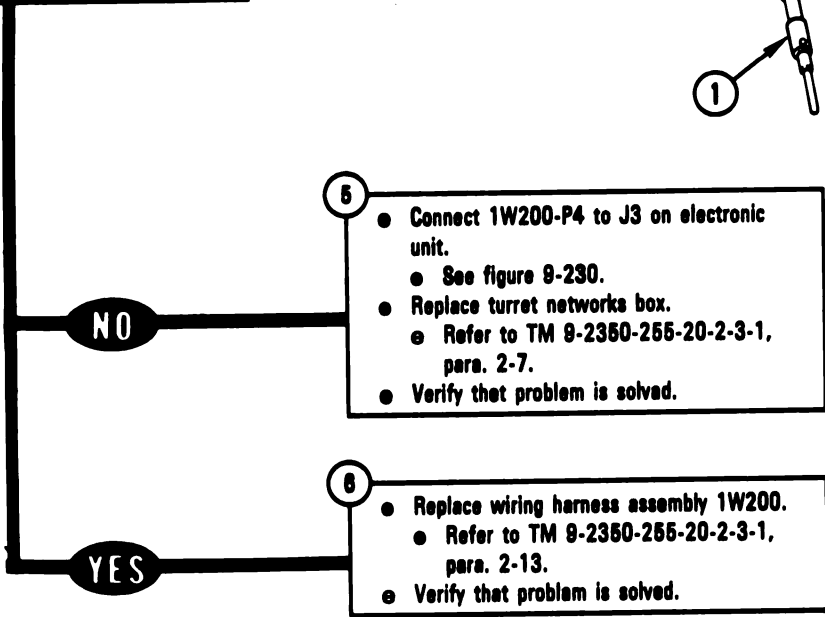 1
5
● Connect 1W200-P4 to J3 on electronic
unit.
● See figure 9-230.
● Replace turret networks box.
● Refer to TM 9-2350-255-20-2-3-1,
para. 2-7.
● Verify that problem is solved.
NO
6
● Replace wiring harness assembly 1W200.
● Refer to TM 9-2350-255-20-2-3-1,
para. 2-13.
● Verify that problem is solved.
YES